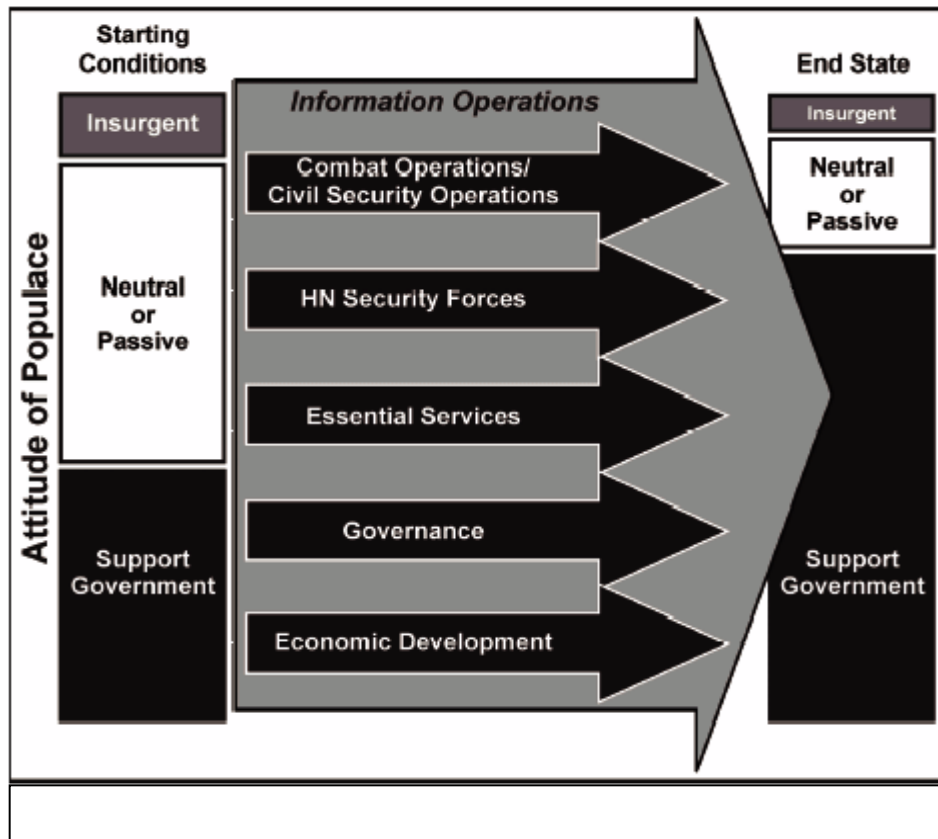 Starting
Conditions
End State
Attitude of Populace
Insurgent
Neutral
or
Passive
Support
Government
Information Operations
Combat Operations/
Civil Security Operations
HN Security Forces
Essential Services
Governance
Economic Development
Insurgent
Neutral
or
Passive
Support
Government